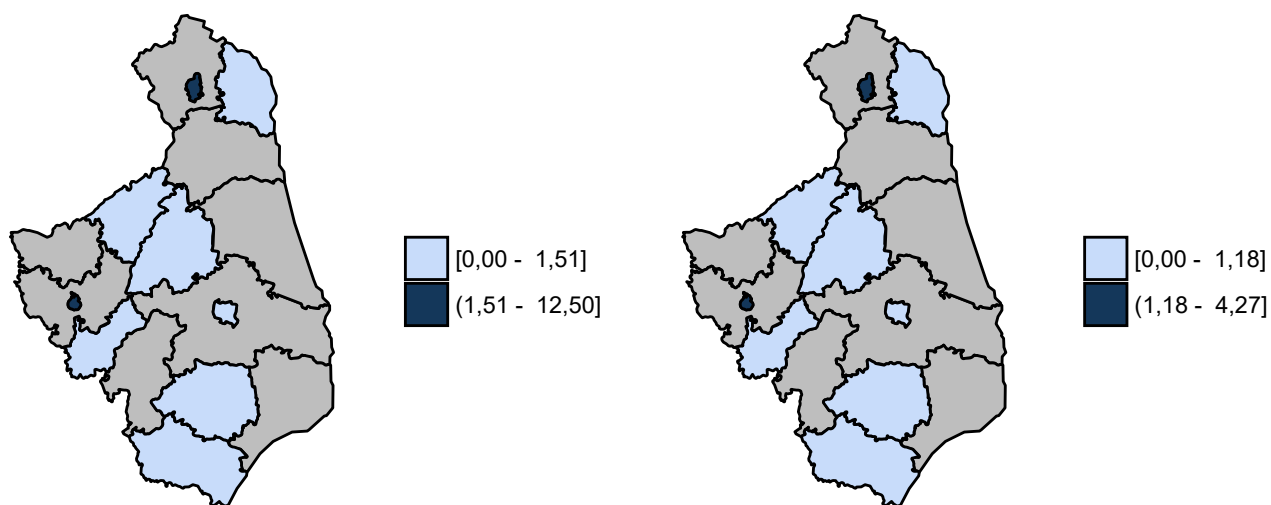 [0,00 -  1,51]
(1,51 -  12,50]
[0,00 -  1,18]
(1,18 -  4,27]